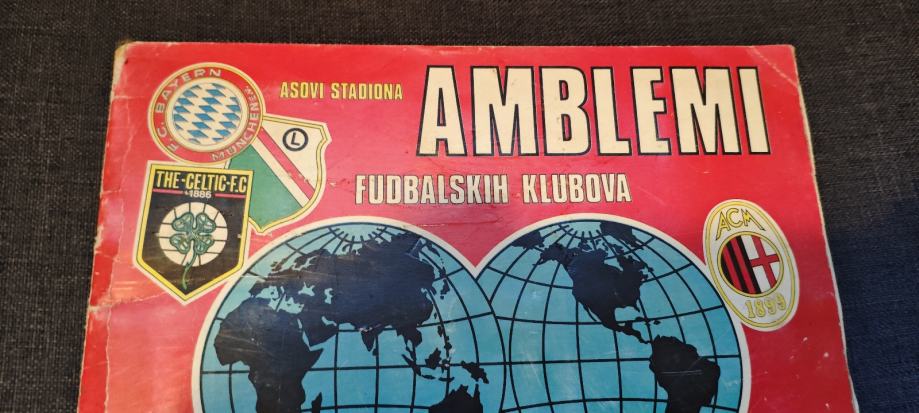 ASOVI STADIONA
AMBLEMI
FUDBALSKIH KLUBOVA
F.C. BAYERN
MÜNCHEN
L
THE-CELTIC-F.C
1886
ACM
1899